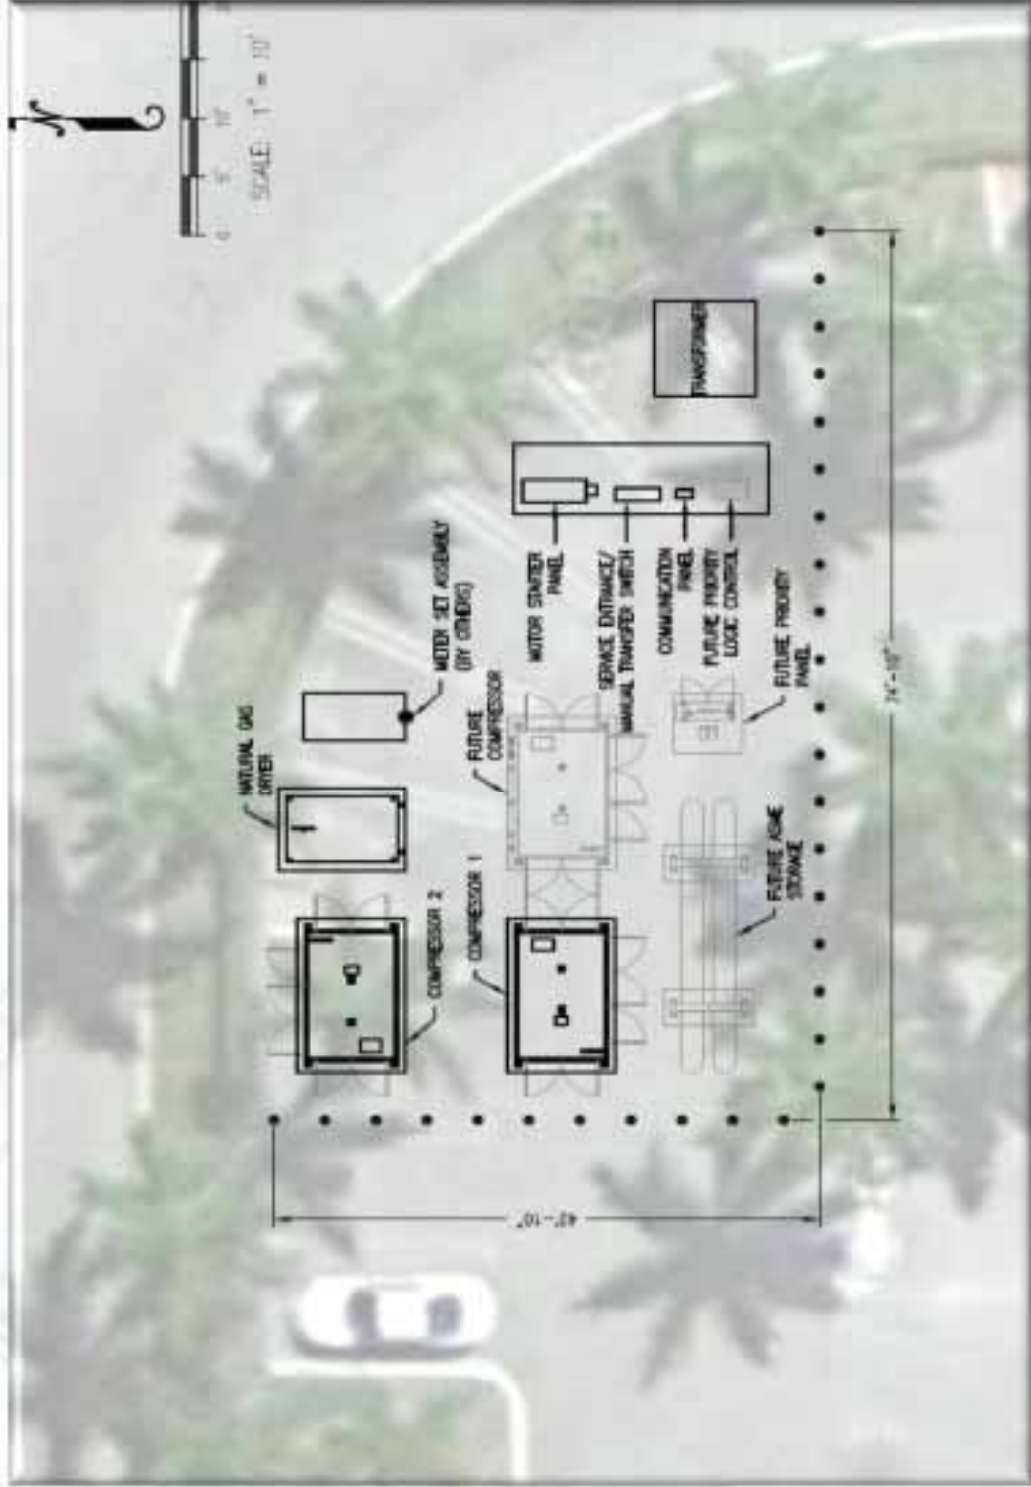 0 5' 10'
SCALE: 1" = 10'
NATURAL GAS
DRYER
COMPRESSOR 2
METER SET ASSEMBLY
(BY OTHERS)
COMPRESSOR 1
FUTURE
COMPRESSOR
MOTOR STARTER
PANEL
SERVICE ENTRANCE/
MANUAL TRANSFER SWITCH
COMMUNICATION
PANEL
FUTURE PRIORITY
LOGIC CONTROL
TRANSFORMER
FUTURE ASME
STORAGE
FUTURE PRIORITY
PANEL
74'-10"